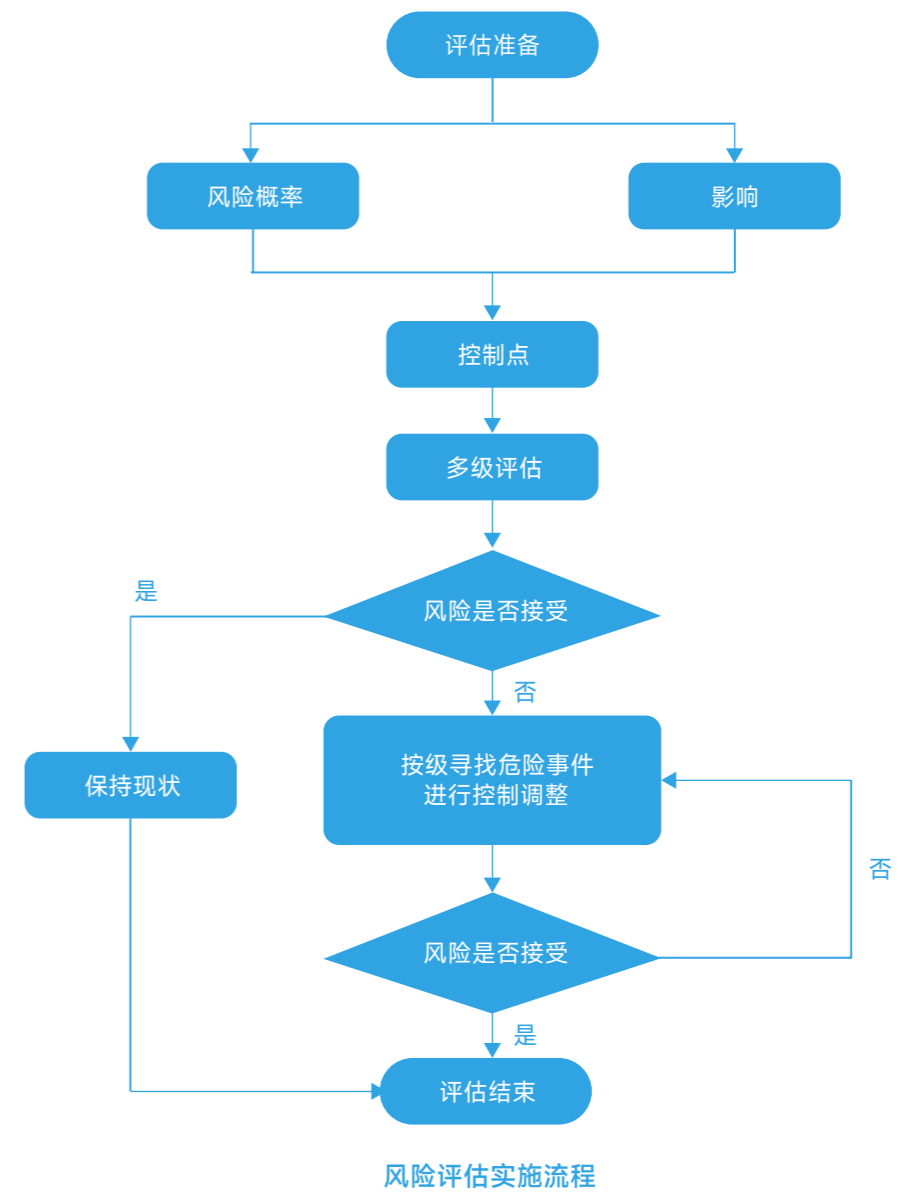 评估准备
风险概率
影响
控制点
多级评估
是
风险是否接受
否
按级寻找危险事件
进行控制调整
保持现状
否
风险是否接受
是
评估结束
风险评估实施流程